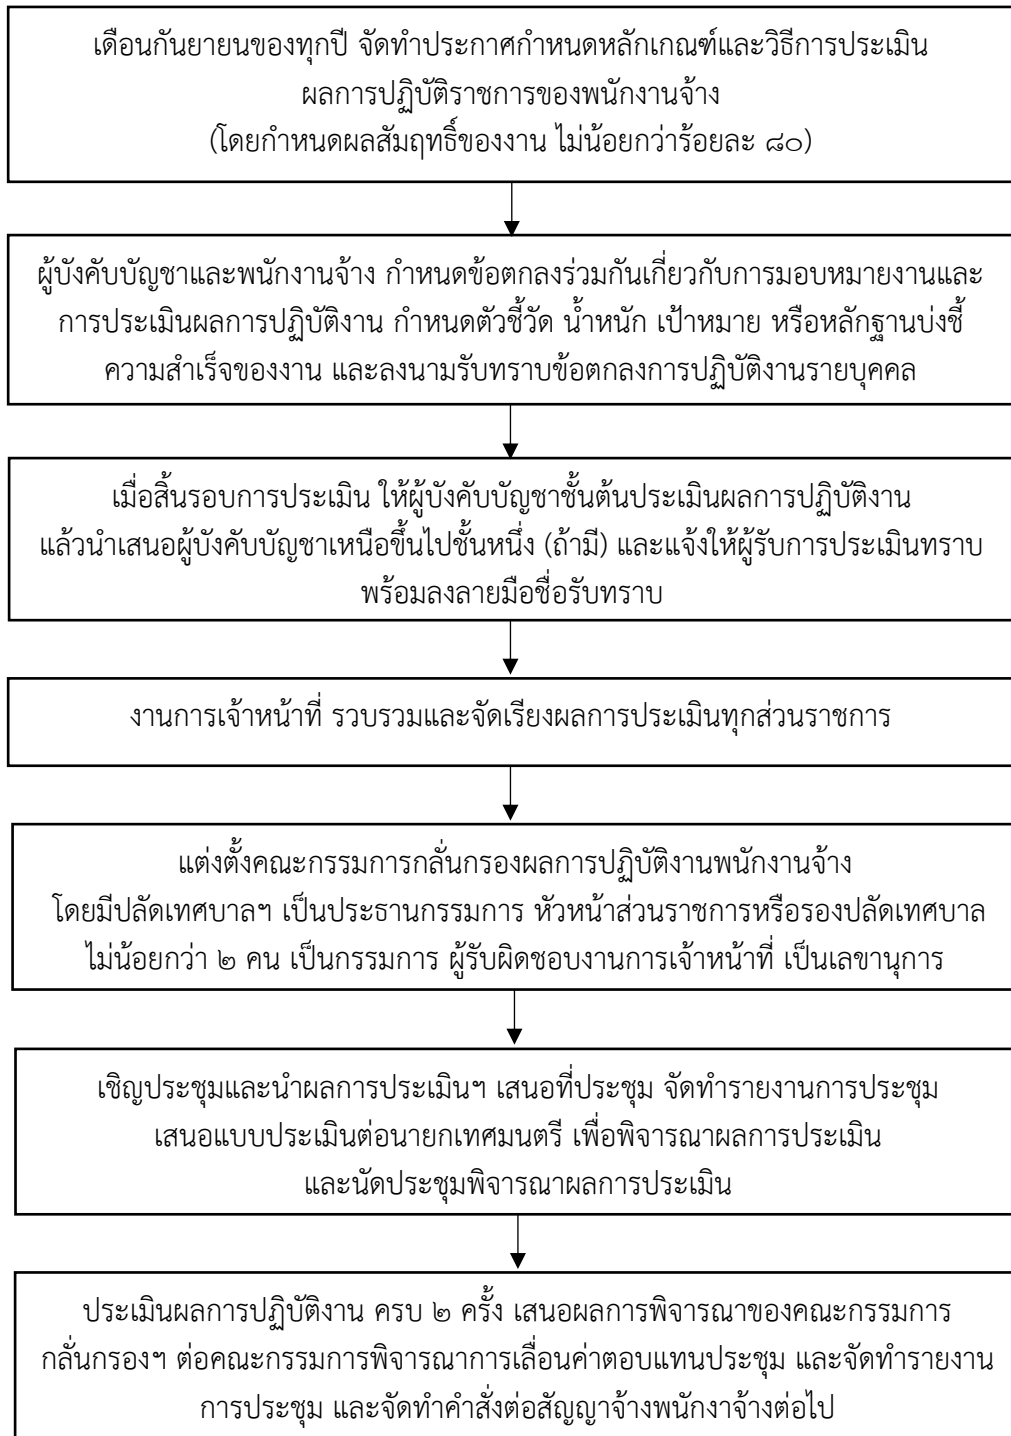 เดือนกันยายนของทุกปี จัดทำประกาศกำหนดหลักเกณฑ์และวิธีการประเมิน
ผลการปฏิบัติราชการของพนักงานจ้าง
(โดยกำหนดผลสัมฤทธิ์ของงาน ไม่น้อยกว่าร้อยละ ๘๐)
ผู้บังคับบัญชาและพนักงานจ้าง กำหนดข้อตกลงร่วมกันเกี่ยวกับการมอบหมายงานและ
การประเมินผลการปฏิบัติงาน กำหนดตัวชี้วัด น้ำหนัก เป้าหมาย หรือหลักฐานบ่งชี้
ความสำเร็จของงาน และลงนามรับทราบข้อตกลงการปฏิบัติงานรายบุคคล
เมื่อสิ้นรอบการประเมิน ให้ผู้บังคับบัญชาชั้นต้นประเมินผลการปฏิบัติงาน
แล้วนำเสนอผู้บังคับบัญชาเหนือขึ้นไปชั้นหนึ่ง (ถ้ามี) และแจ้งให้ผู้รับการประเมินทราบ
พร้อมลงลายมือชื่อรับทราบ
งานการเจ้าหน้าที่ รวบรวมและจัดเรียงผลการประเมินทุกส่วนราชการ
แต่งตั้งคณะกรรมการกลั่นกรองผลการปฏิบัติงานพนักงานจ้าง
โดยมีปลัดเทศบาลฯ เป็นประธานกรรมการ หัวหน้าส่วนราชการหรือรองปลัดเทศบาล
ไม่น้อยกว่า ๒ คน เป็นกรรมการ ผู้รับผิดชอบงานการเจ้าหน้าที่ เป็นเลขานุการ
เชิญประชุมและนำผลการประเมินฯ เสนอที่ประชุม จัดทำรายงานการประชุม
เสนอแบบประเมินต่อนายกเทศมนตรี เพื่อพิจารณาผลการประเมิน
และนัดประชุมพิจารณาผลการประเมิน
ประเมินผลการปฏิบัติงาน ครบ ๒ ครั้ง เสนอผลการพิจารณาของคณะกรรมการ
กลั่นกรองฯ ต่อคณะกรรมการพิจารณาการเลื่อนค่าตอบแทนประชุม และจัดทำรายงาน
การประชุม และจัดทำคำสั่งต่อสัญญาจ้างพนักงาจ้างต่อไป